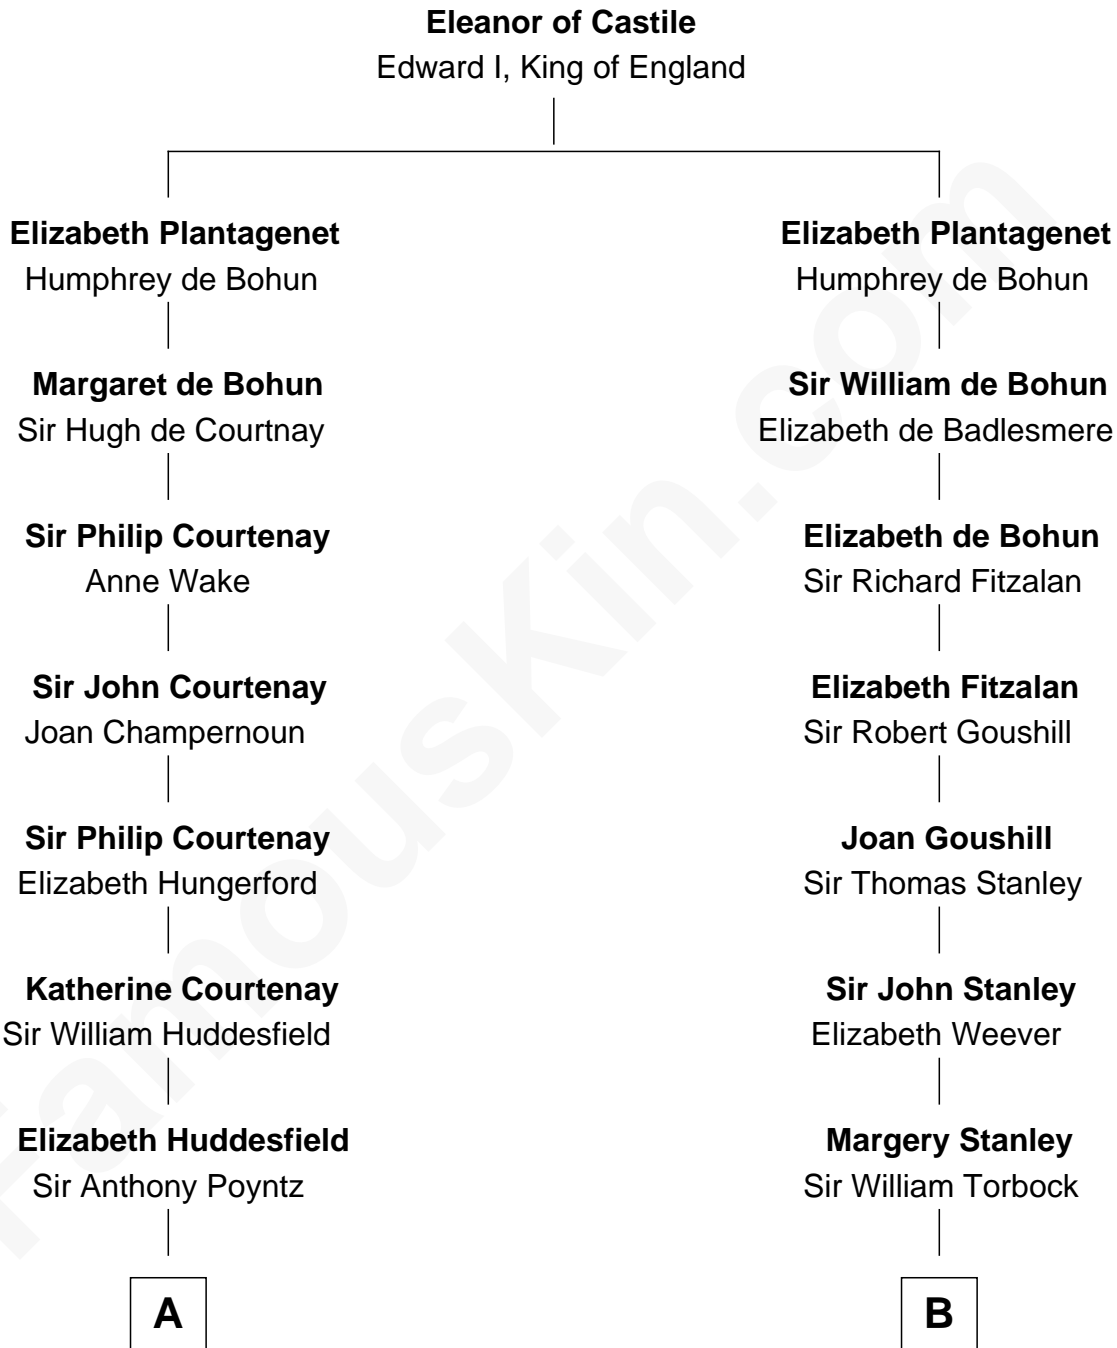 Eleanor of Castile
Edward I, King of England
Elizabeth Plantagenet
Humphrey de Bohun
Margaret de Bohun
Sir Hugh de Courtnay
Sir Philip Courtenay
Anne Wake
Sir John Courtenay
Joan Champernoun
Sir Philip Courtenay
Elizabeth Hungerford
Katherine Courtenay
Sir William Huddesfield
Elizabeth Huddesfield
Sir Anthony Poyntz
A
Elizabeth Plantagenet
Humphrey de Bohun
Sir William de Bohun
Elizabeth de Badlesmere
Elizabeth de Bohun
Sir Richard Fitzalan
Elizabeth Fitzalan
Sir Robert Goushill
Joan Goushill
Sir Thomas Stanley
Sir John Stanley
Elizabeth Weever
Margery Stanley
Sir William Torbock
B
FamousKin.com